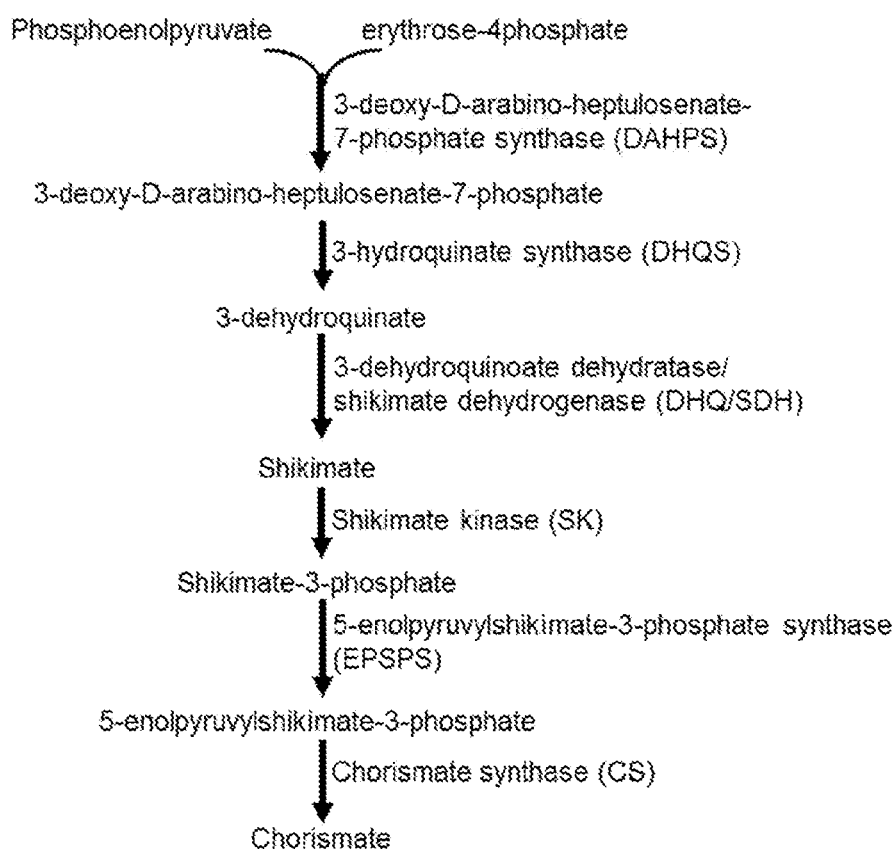 Phosphoenolpyruvate erythrose-4phosphate
3-deoxy-D-arabino-heptulosenate-
7-phosphate synthase (DAHPS)
3-deoxy-D-arabino-heptulosenate-7-phosphate
3-hydroquinate synthase (DHQS)
3-dehydroquinate
3-dehydroquinoate dehydratase/
shikimate dehydrogenase (DHQ/SDH)
Shikimate
Shikimate kinase (SK)
Shikimate-3-phosphate
5-enolpyruvylshikimate-3-phosphate synthase
(EPSPS)
5-enolpyruvylshikimate-3-phosphate
Chorismate synthase (CS)
Chorismate